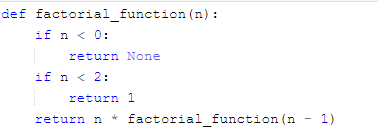 def factorial_function(n):
    if n < 0:
        return None
    if n < 2:
        return 1
    return n * factorial_function(n - 1)